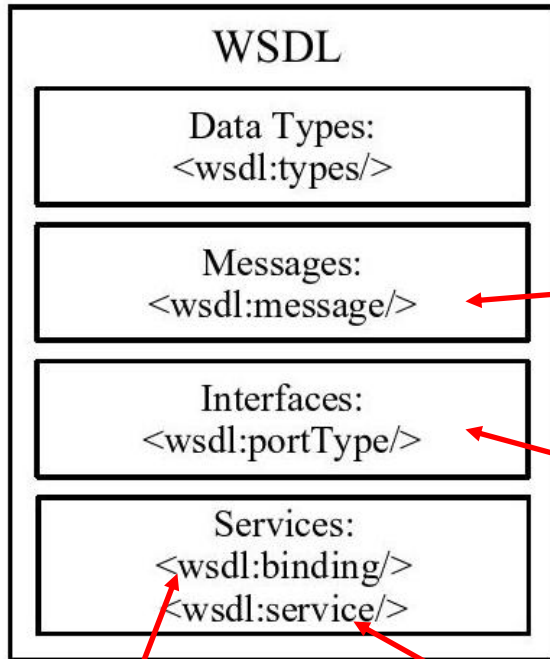 WSDL
Data Types:
<wsdl:types/>
Messages:
<wsdl:message/>
Interfaces:
<wsdl:portType/>
Services:
<wsdl:binding/>
<wsdl:service/>